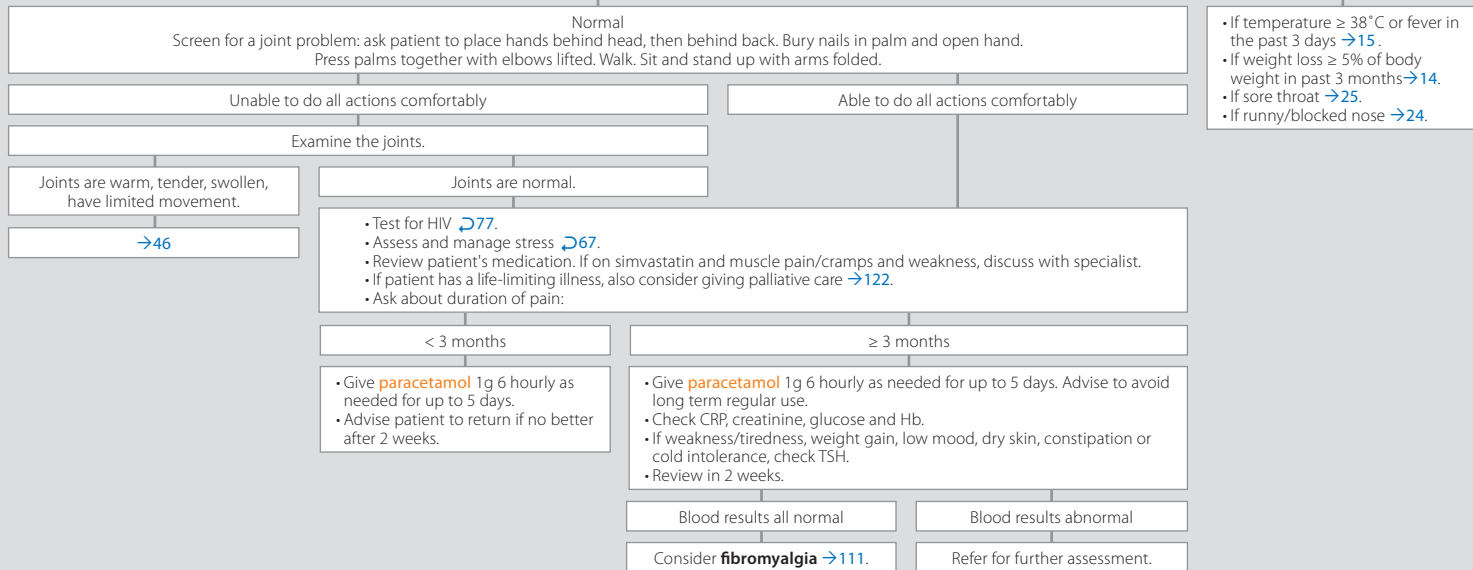 Normal
Screen for a joint problem: ask patient to place hands behind head, then behind back. Bury nails in palm and open hand.
Press palms together with elbows lifted. Walk. Sit and stand up with arms folded.
• If temperature ≥ 38˚C or fever in
the past 3 days →15 .
• If weight loss ≥ 5% of body
weight in past 3 months→14.
• If sore throat →25.
• If runny/blocked nose →24.
Unable to do all actions comfortably
Able to do all actions comfortably
Examine the joints.
Joints are warm, tender, swollen,
have limited movement.
→46
Joints are normal.
• Test for HIV ⮌77.
• Assess and manage stress ⮌67.
• Review patient's medication. If on simvastatin and muscle pain/cramps and weakness, discuss with specialist.
• If patient has a life-limiting illness, also consider giving palliative care →122.
• Ask about duration of pain:
< 3 months
• Give paracetamol 1g 6 hourly as
needed for up to 5 days.
• Advise patient to return if no better
after 2 weeks.
≥ 3 months
• Give paracetamol 1g 6 hourly as needed for up to 5 days. Advise to avoid
long term regular use.
• Check CRP, creatinine, glucose and Hb.
• If weakness/tiredness, weight gain, low mood, dry skin, constipation or
cold intolerance, check TSH.
• Review in 2 weeks.
Blood results all normal
Consider fibromyalgia →111.
Blood results abnormal
Refer for further assessment.